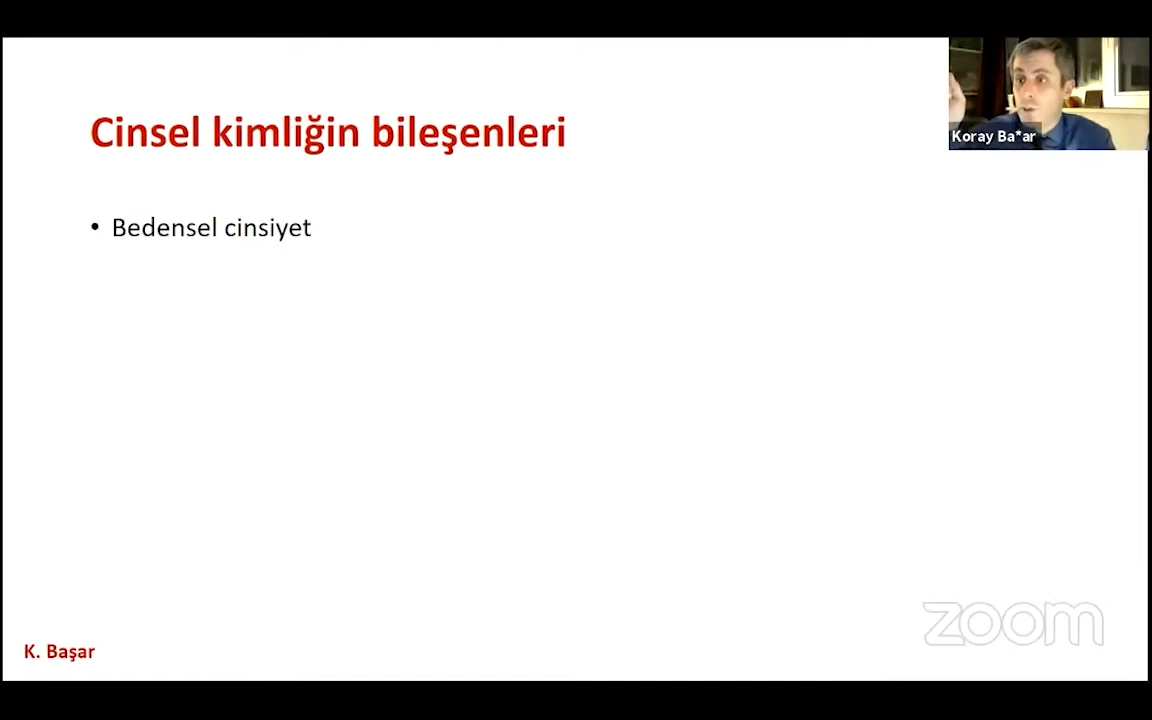 Cinsel kimliğin bileşenleri
Koray Ba*ar
• Bedensel cinsiyet
zoom
K. Başar